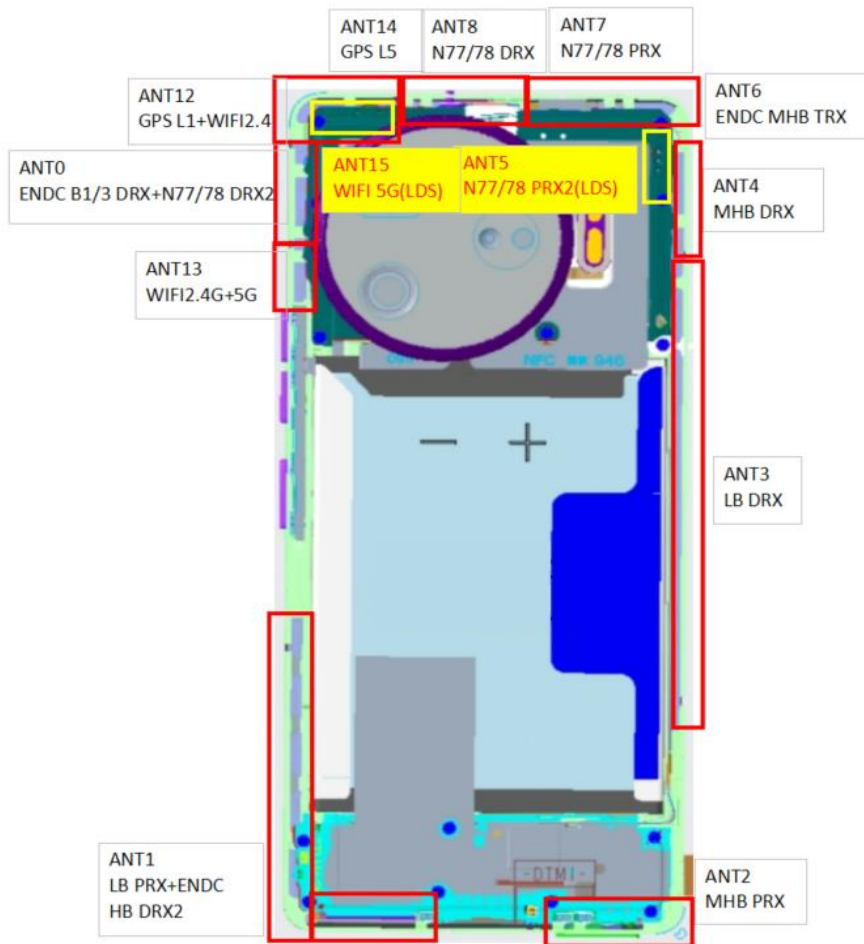 ANT14
GPS L5
ANT8
N77/78 DRX
ANT7
N77/78 PRX
ANT12
GPS L1+WIFI2.4
ANT6
ENDC MHB TRX
ANT0
ENDC B1/3 DRX+N77/78 DRX2
ANT15
WIFI 5G(LDS)
ANT5
N77/78 PRX2(LDS)
ANT4
MHB DRX
ANT13
WIFI2.4G+5G
NFC
− +
ANT3
LB DRX
ANT1
LB PRX+ENDC
HB DRX2
-DTMI-
ANT2
MHB PRX